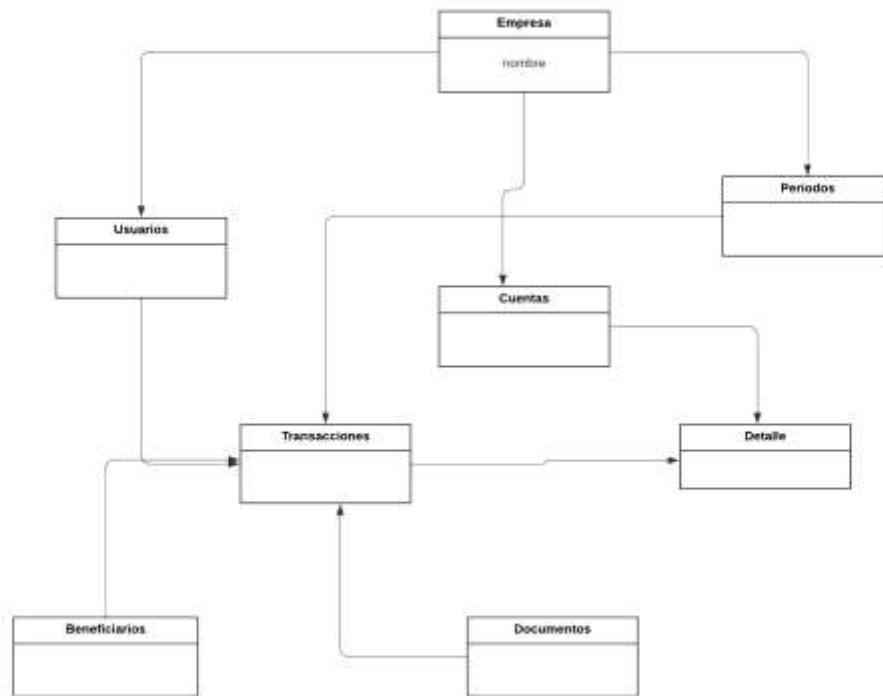 Empresa
nombre
Periodos
Usuarios
Cuentas
Transacciones
Detalle
Beneficiarios
Documentos